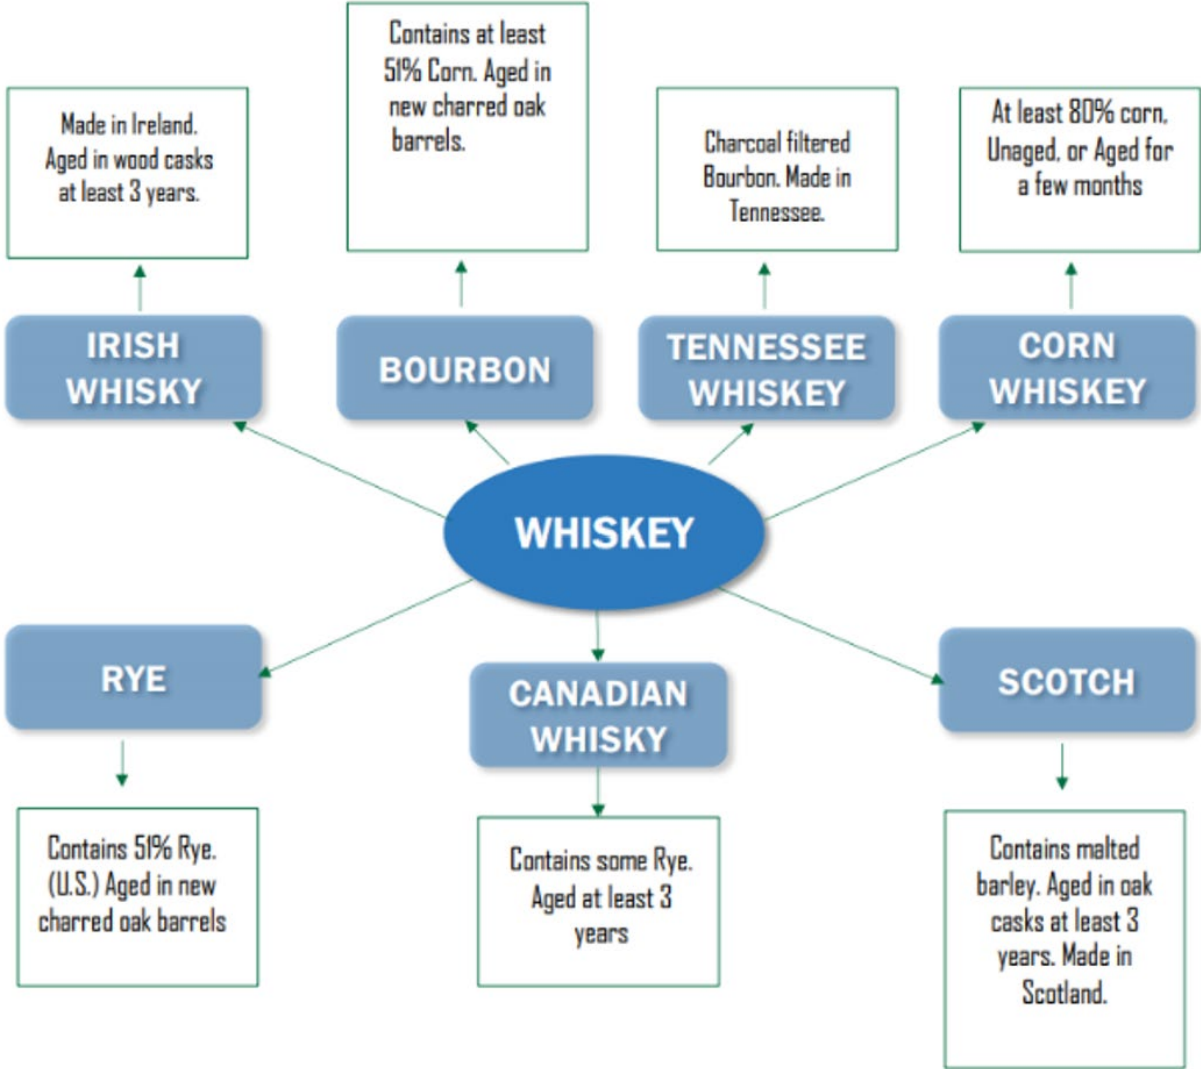 Made in Ireland.
Aged in wood casks
at least 3 years.
Contains at least
51% Corn. Aged in
new charred oak
barrels.
Charcoal filtered
Bourbon. Made in
Tennessee.
At least 80% corn,
Unaged, or Aged for
a few months
IRISH
WHISKY
BOURBON
TENNESSEE
WHISKEY
CORN
WHISKEY
WHISKEY
RYE
CANADIAN
WHISKY
SCOTCH
Contains 51% Rye.
(U.S.) Aged in new
charred oak barrels
Contains some Rye.
Aged at least 3
years
Contains malted
barley. Aged in oak
casks at least 3
years. Made in
Scotland.